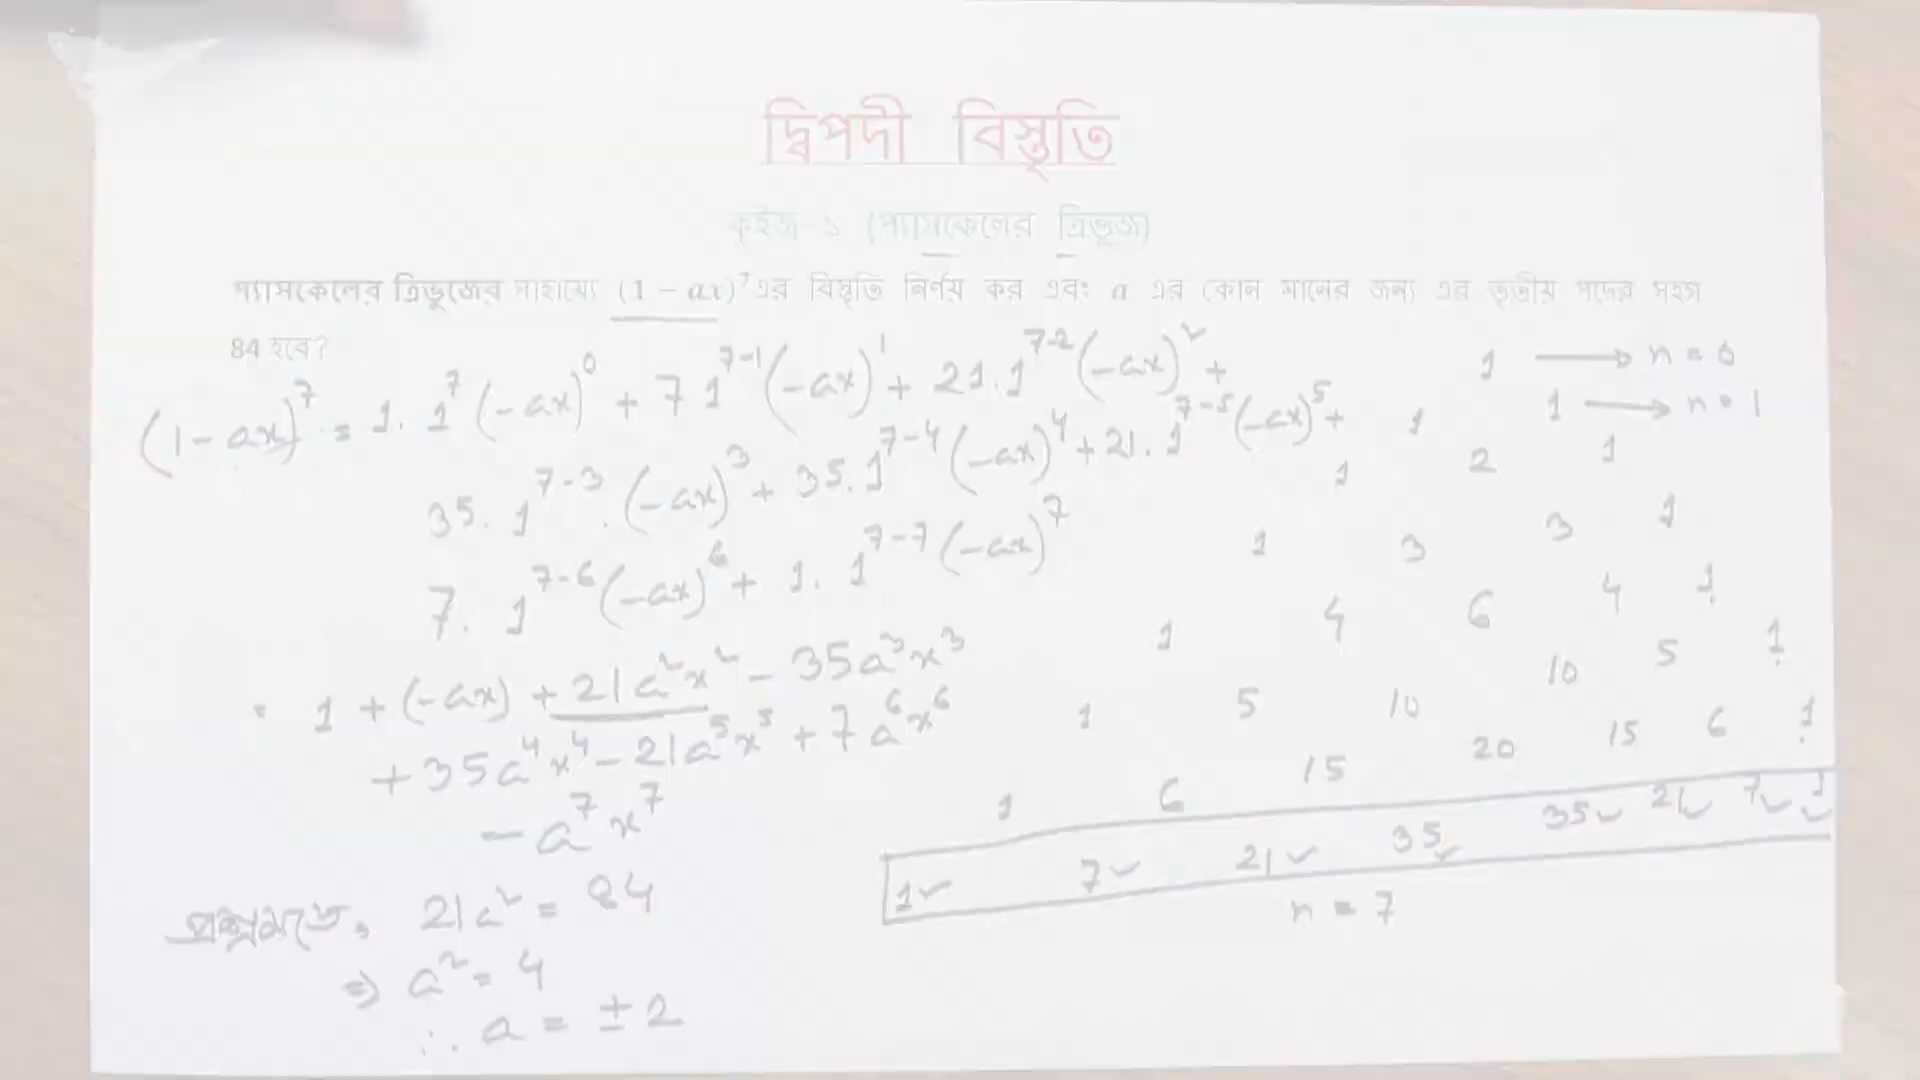 দ্বিপদী বিস্তৃতি
কুইজ-১ (প্যাসকেলের ত্রিভুজ)
প্যাসকেলের ত্রিভুজের সাহায্যে (1 − ax)⁷ এর বিস্তৃতি নির্ণয় কর এবং a এর কোন মানের জন্য এর তৃতীয় পদের সহগ
84 হবে?
(1-ax)⁷ = 1. 1⁷(-ax)⁰ + 7 1⁷⁻¹(-ax)¹ + 21. 1⁷⁻²(-ax)² +
35. 1⁷⁻³.(-ax)³ + 35. 1⁷⁻⁴(-ax)⁴ + 21. 1⁷⁻⁵(-ax)⁵ +
7. 1⁷⁻⁶(-ax)⁶ + 1. 1⁷⁻⁷(-ax)⁷
= 1 + (-ax) + 21a²x² - 35a³x³
+ 35a⁴x⁴ - 21a⁵x⁵ + 7a⁶x⁶
- a⁷x⁷
প্রশ্নমতে, 21a² = 84
⇒ a² = 4
∴ a = ±2
1 → n = 0
1 1 → n = 1
1 2 1
1 3 3 1
1 4 6 4 1
1 5 10 10 5 1
1 6 15 20 15 6 1
1✓ 7✓ 21✓ 35✓ 35✓ 21✓ 7✓ 1✓
n = 7